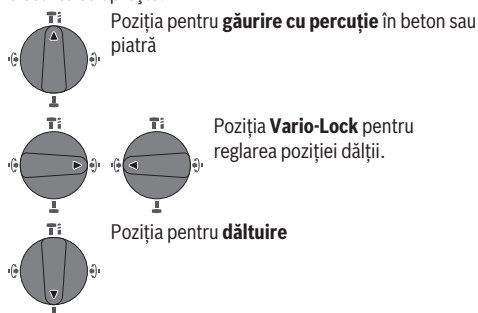 Poziția pentru găurire cu percuție în beton sau
piatră
Poziția Vario-Lock pentru
reglarea poziției dălții.
Poziția pentru dăltuire